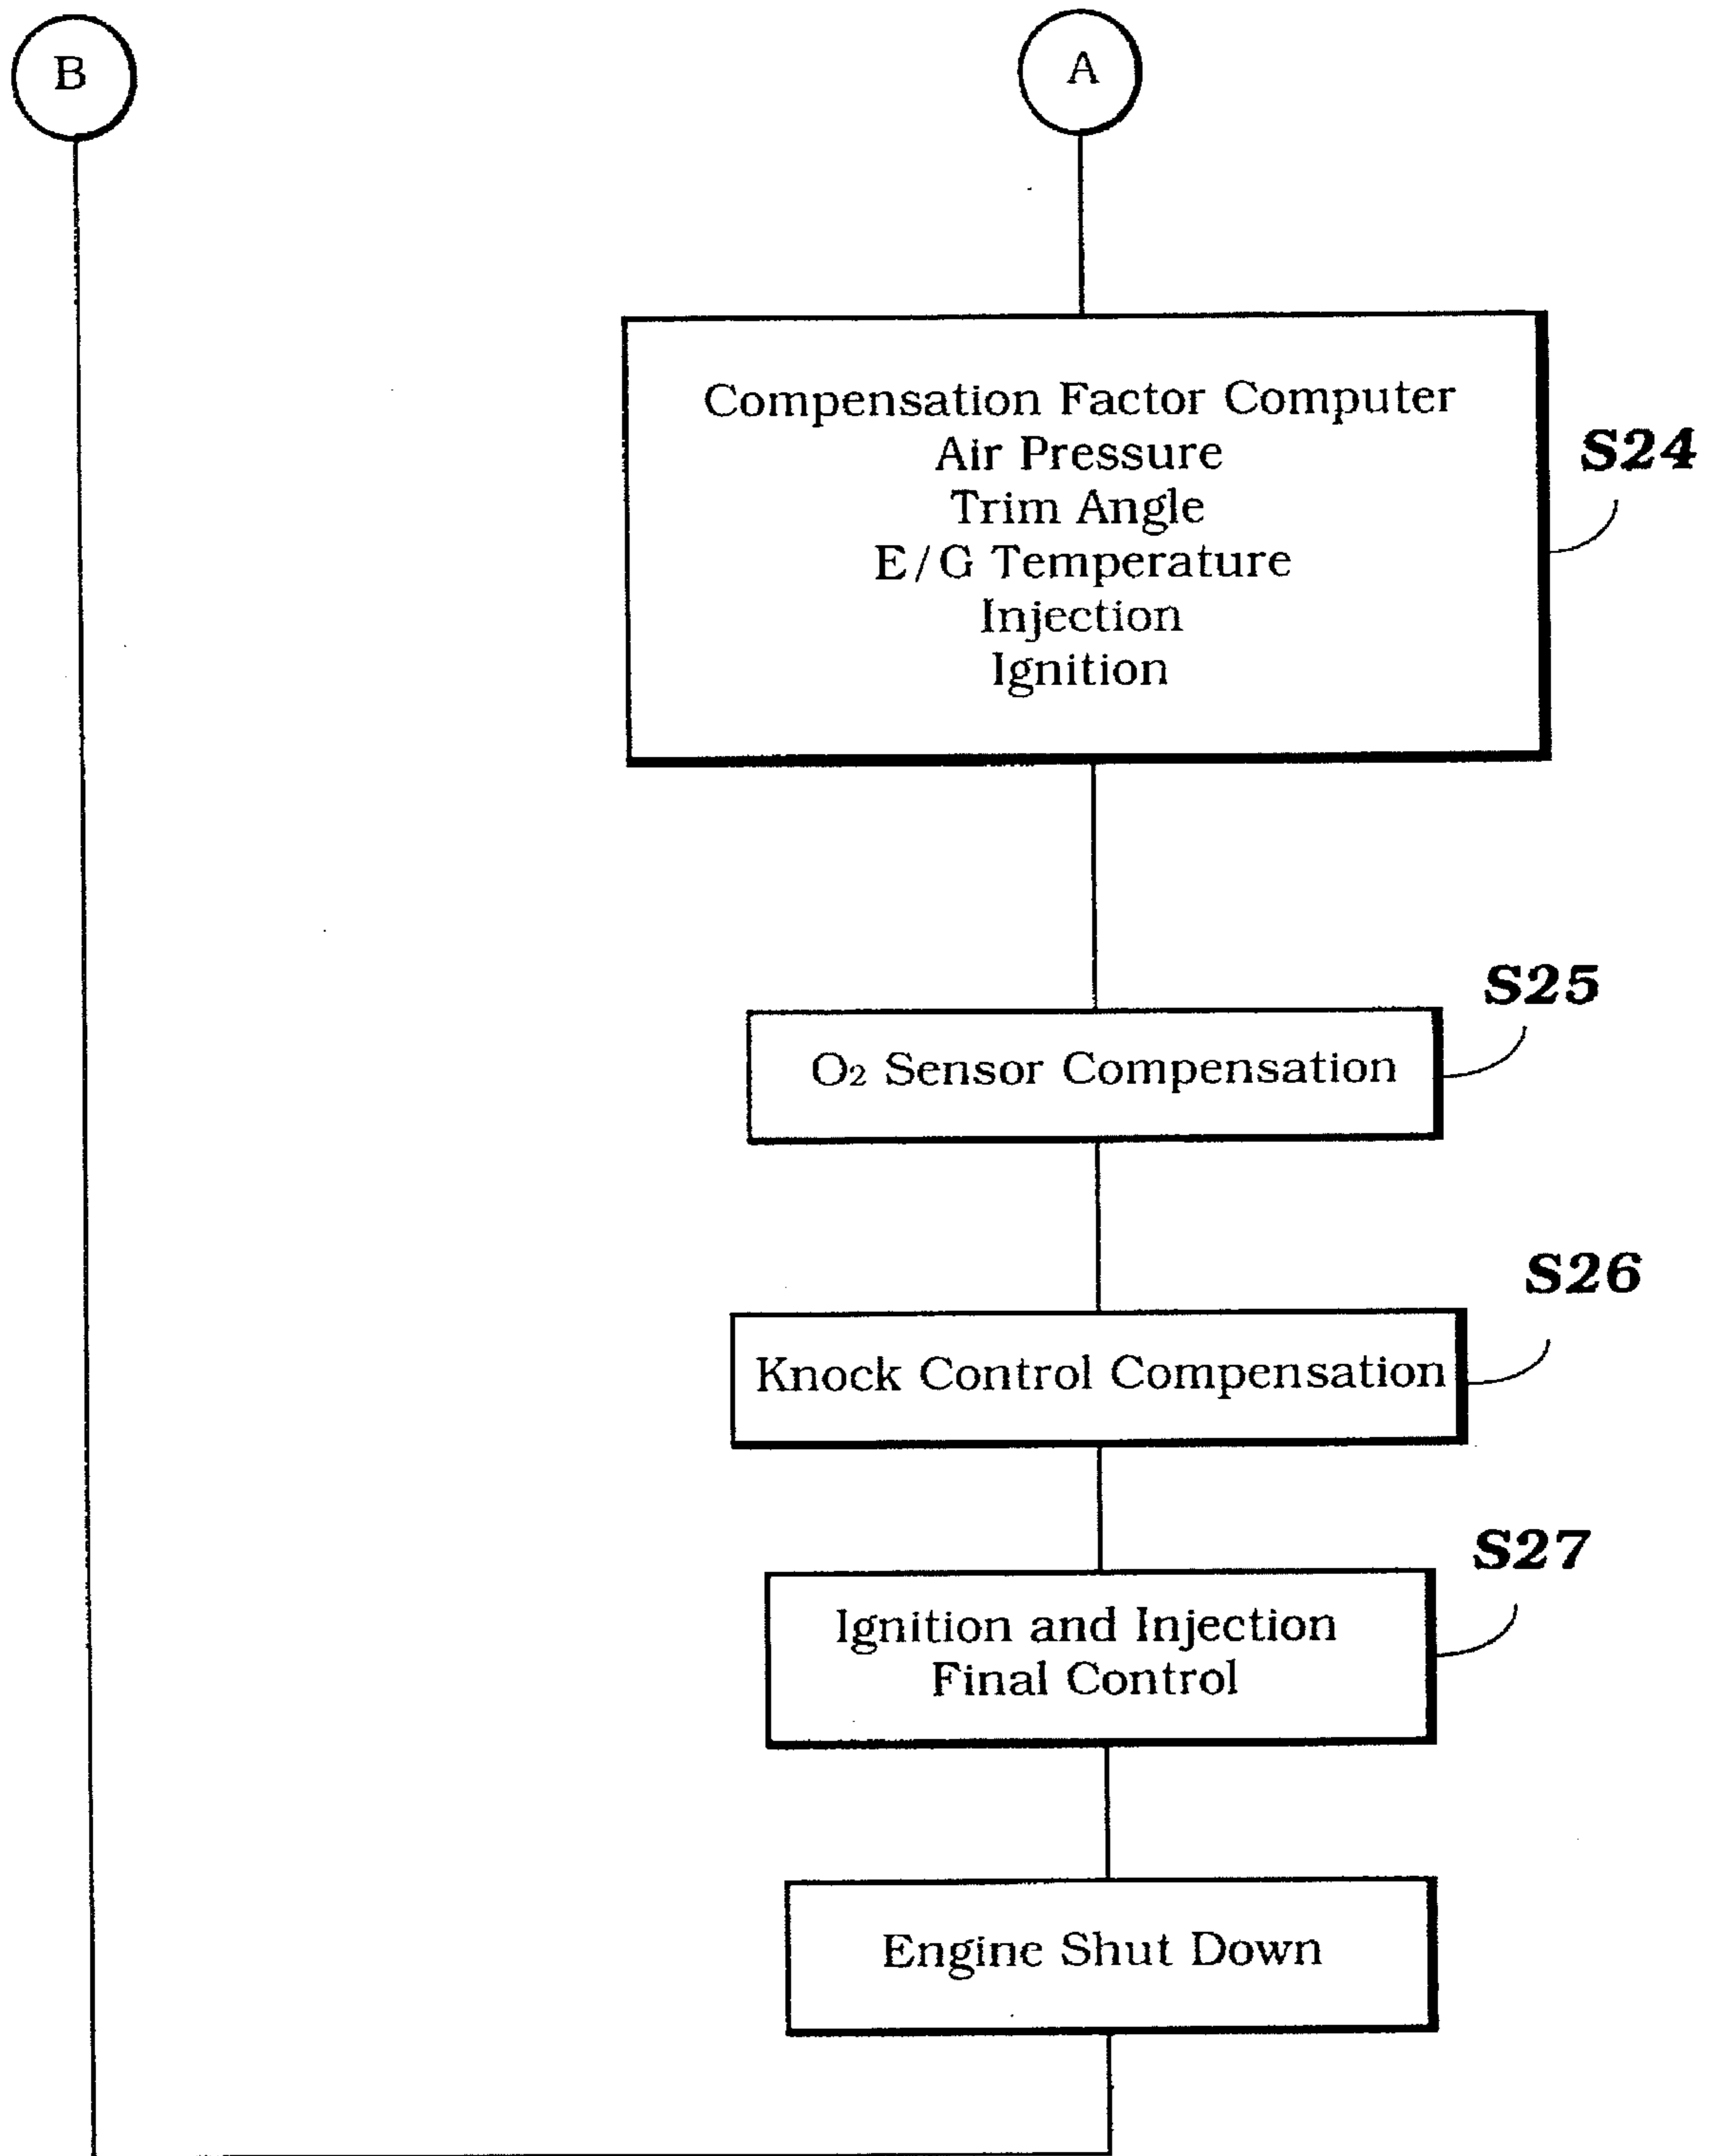 B
A
Compensation Factor Computer
Air Pressure
Trim Angle
E/G Temperature
Injection
Ignition
S24
S25
O₂ Sensor Compensation
S26
Knock Control Compensation
S27
Ignition and Injection
Final Control
Engine Shut Down